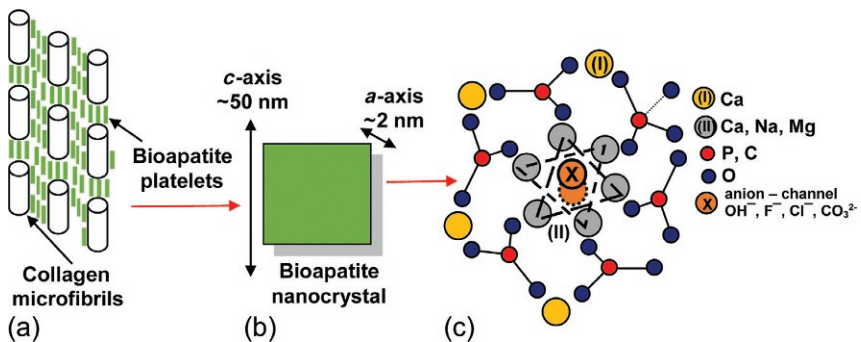 Bioapatite
platelets
Collagen
microfibrils
(a)
c-axis
~50 nm
a-axis
~2 nm
Bioapatite
nanocrystal
(b)
(I)
X
(II)
(c)
(I) Ca
(II) Ca, Na, Mg
P, C
O
X anion – channel
OH⁻, F⁻, Cl⁻, CO₃²⁻